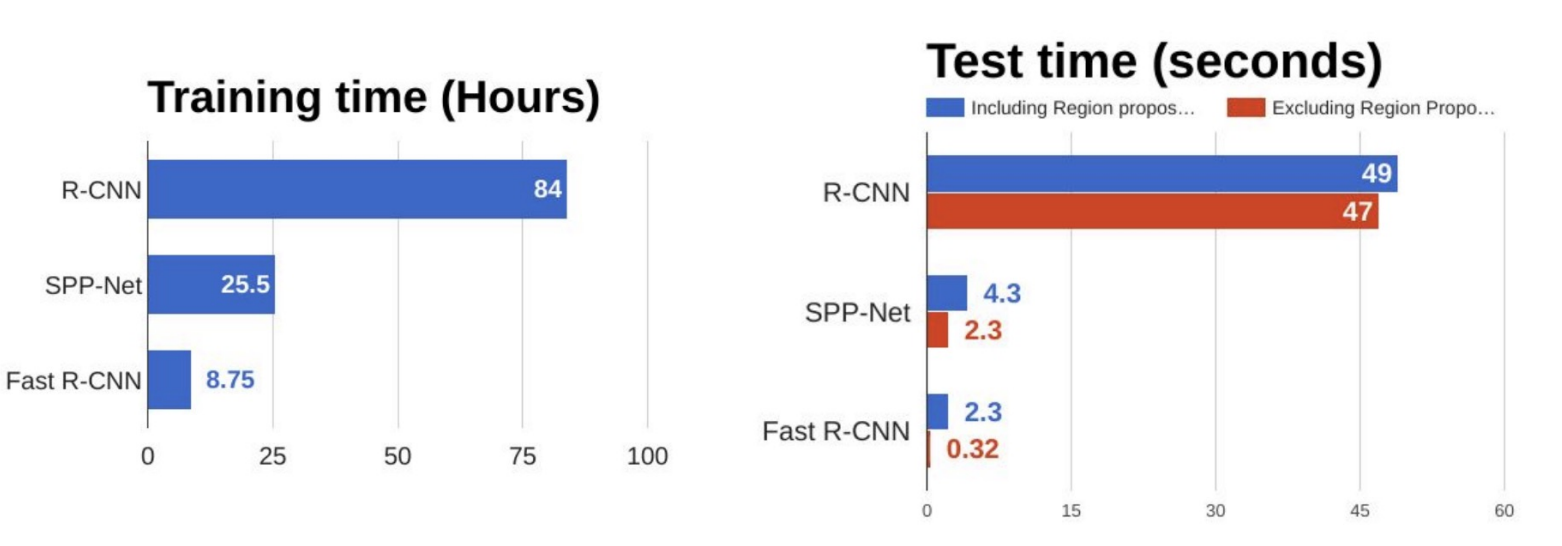 Training time (Hours)
R-CNN
84
SPP-Net
25.5
Fast R-CNN
8.75
0 25 50 75 100
Test time (seconds)
Including Region propos… Excluding Region Propo…
R-CNN
49
47
SPP-Net
4.3
2.3
Fast R-CNN
2.3
0.32
0 15 30 45 60